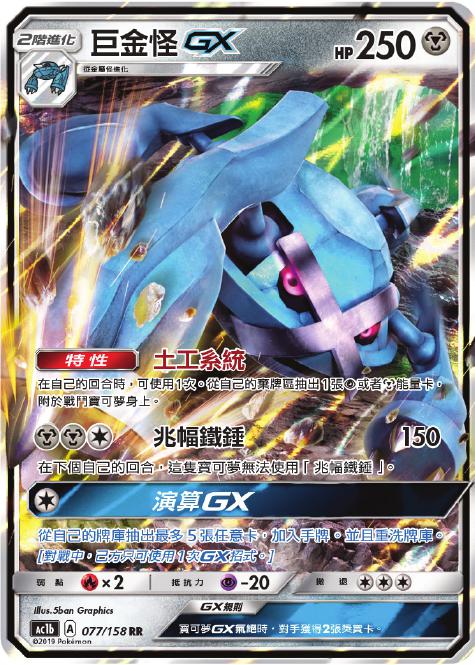 2階進化 巨金怪GX HP250
從金屬怪進化
特性 土工系統
在自己的回合時，可使用1次。從自己的棄牌區抽出1張或者能量卡，
附於戰鬥寶可夢身上。
兆幅鐵錘 150
在下個自己的回合，這隻寶可夢無法使用「兆幅鐵錘」。
演算GX
從自己的牌庫抽出最多5張任意卡，加入手牌。並且重洗牌庫。
[對戰中，己方只可使用1次GX招式。]
弱點 ×2 抵抗力 -20 撤退
Illus.5ban Graphics GX規則
ac1b A 077/158 RR 寶可夢GX氣絕時，對手獲得2張獎賞卡。
©2019 Pokémon